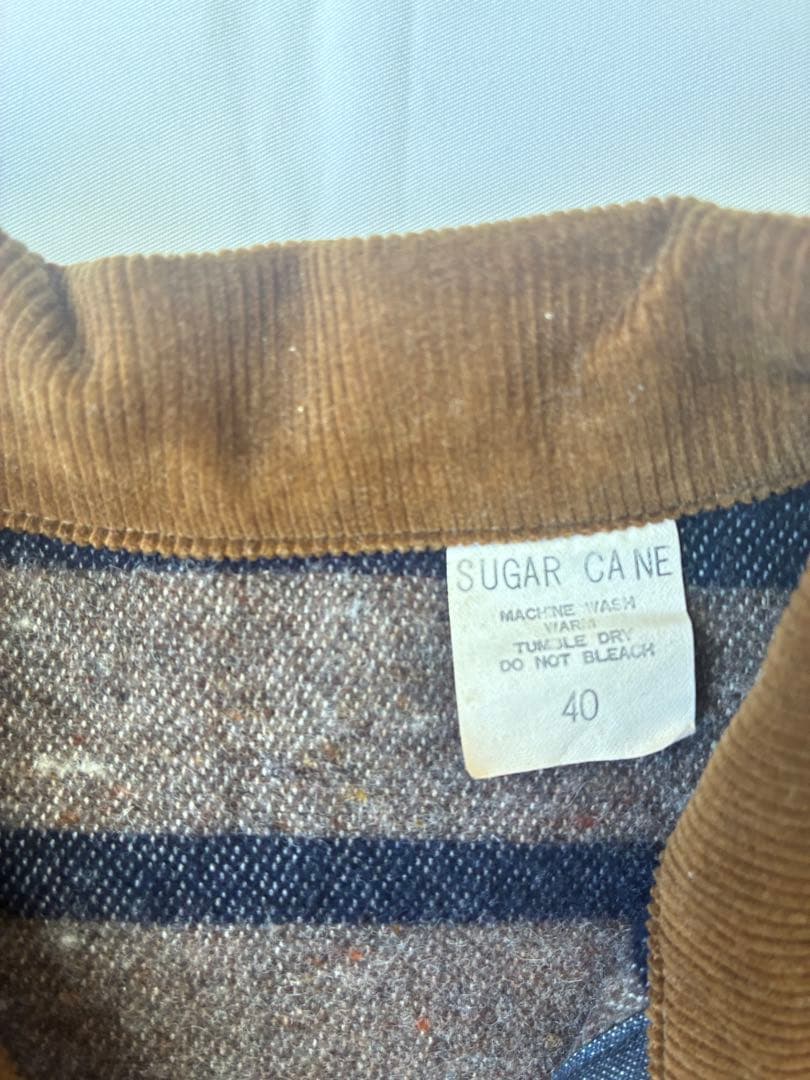 SUGAR CANE
MACHINE WASH
WARM
TUMBLE DRY
DO NOT BLEACH
40